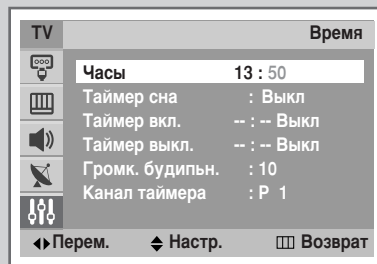 TV Время
Часы 13 : 50
Таймер сна : Выкл
Таймер вкл. -- : -- Выкл
Таймер выкл. -- : -- Выкл
Громк. будипьн. : 10
Канал таймера : P 1
Перем. Настр. Возврат